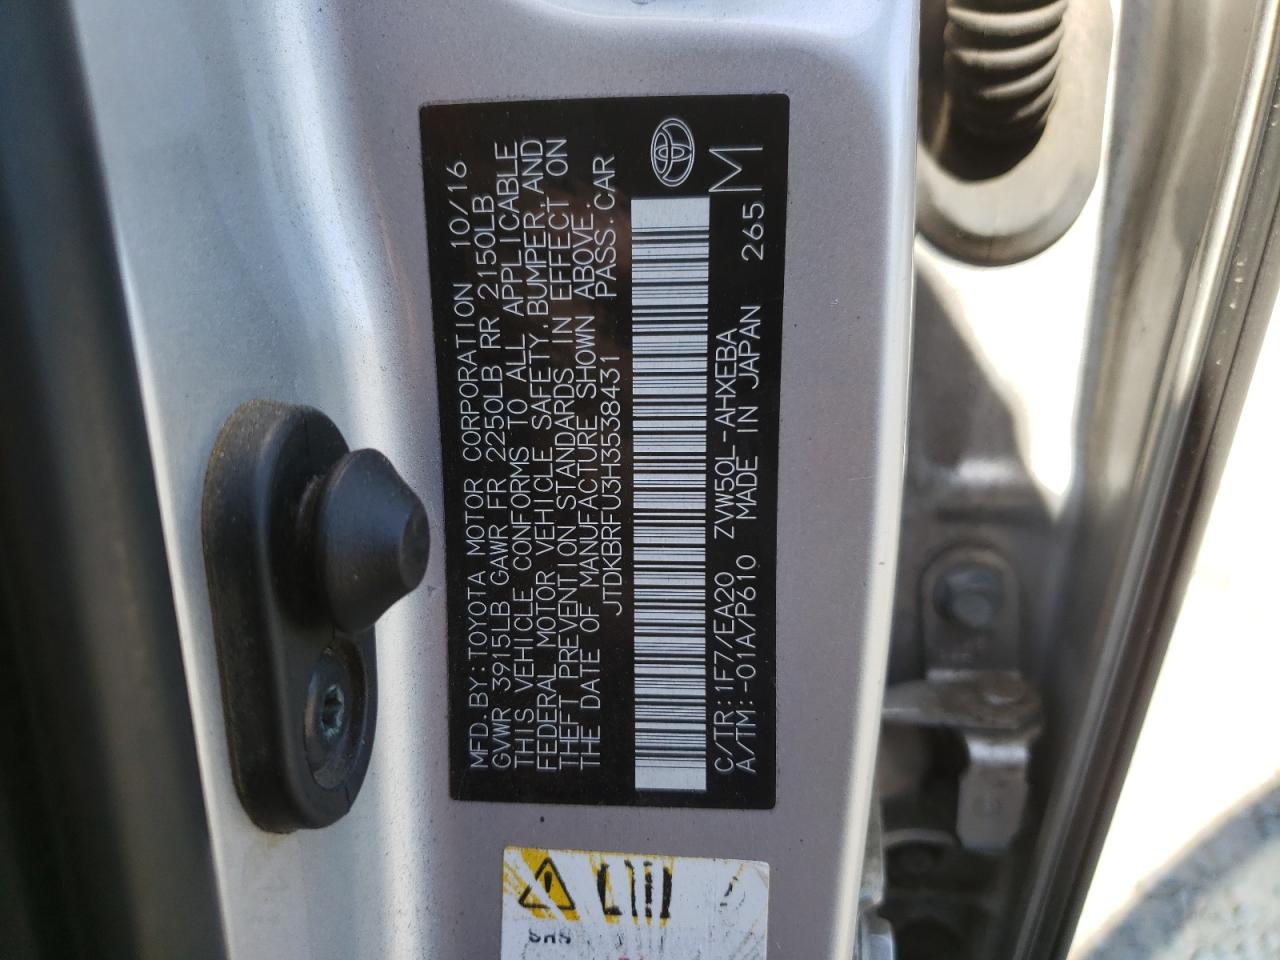 MFD.BY:TOYOTA MOTOR CORPORATION 10/16
GVWR 3915LB GAWR FR 2250LB RR 2150LB
THIS VEHICLE CONFORMS TO ALL APPLICABLE
FEDERAL MOTOR VEHICLE SAFETY,BUMPER,AND
THEFT PREVENTION STANDARDS IN EFFECT ON
THE DATE OF MANUFACTURE SHOWN ABOVE.
JTDKBRFU3H3538431 PASS.CAR
C/TR:1F7/EA20 ZVW50L-AHXEBA
A/TM:-01A/P610 MADE IN JAPAN 265 M
SRS